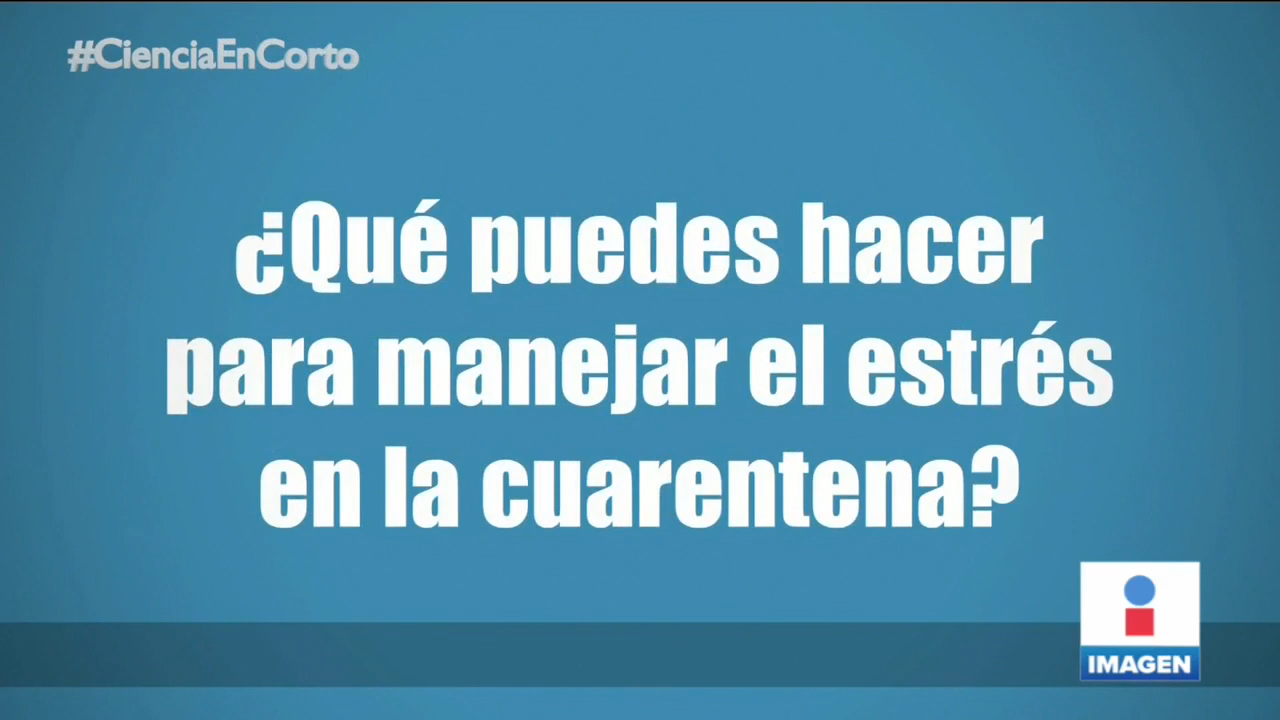 #CienciaEnCorto
¿Qué puedes hacer
para manejar el estrés
en la cuarentena?
IMAGEN